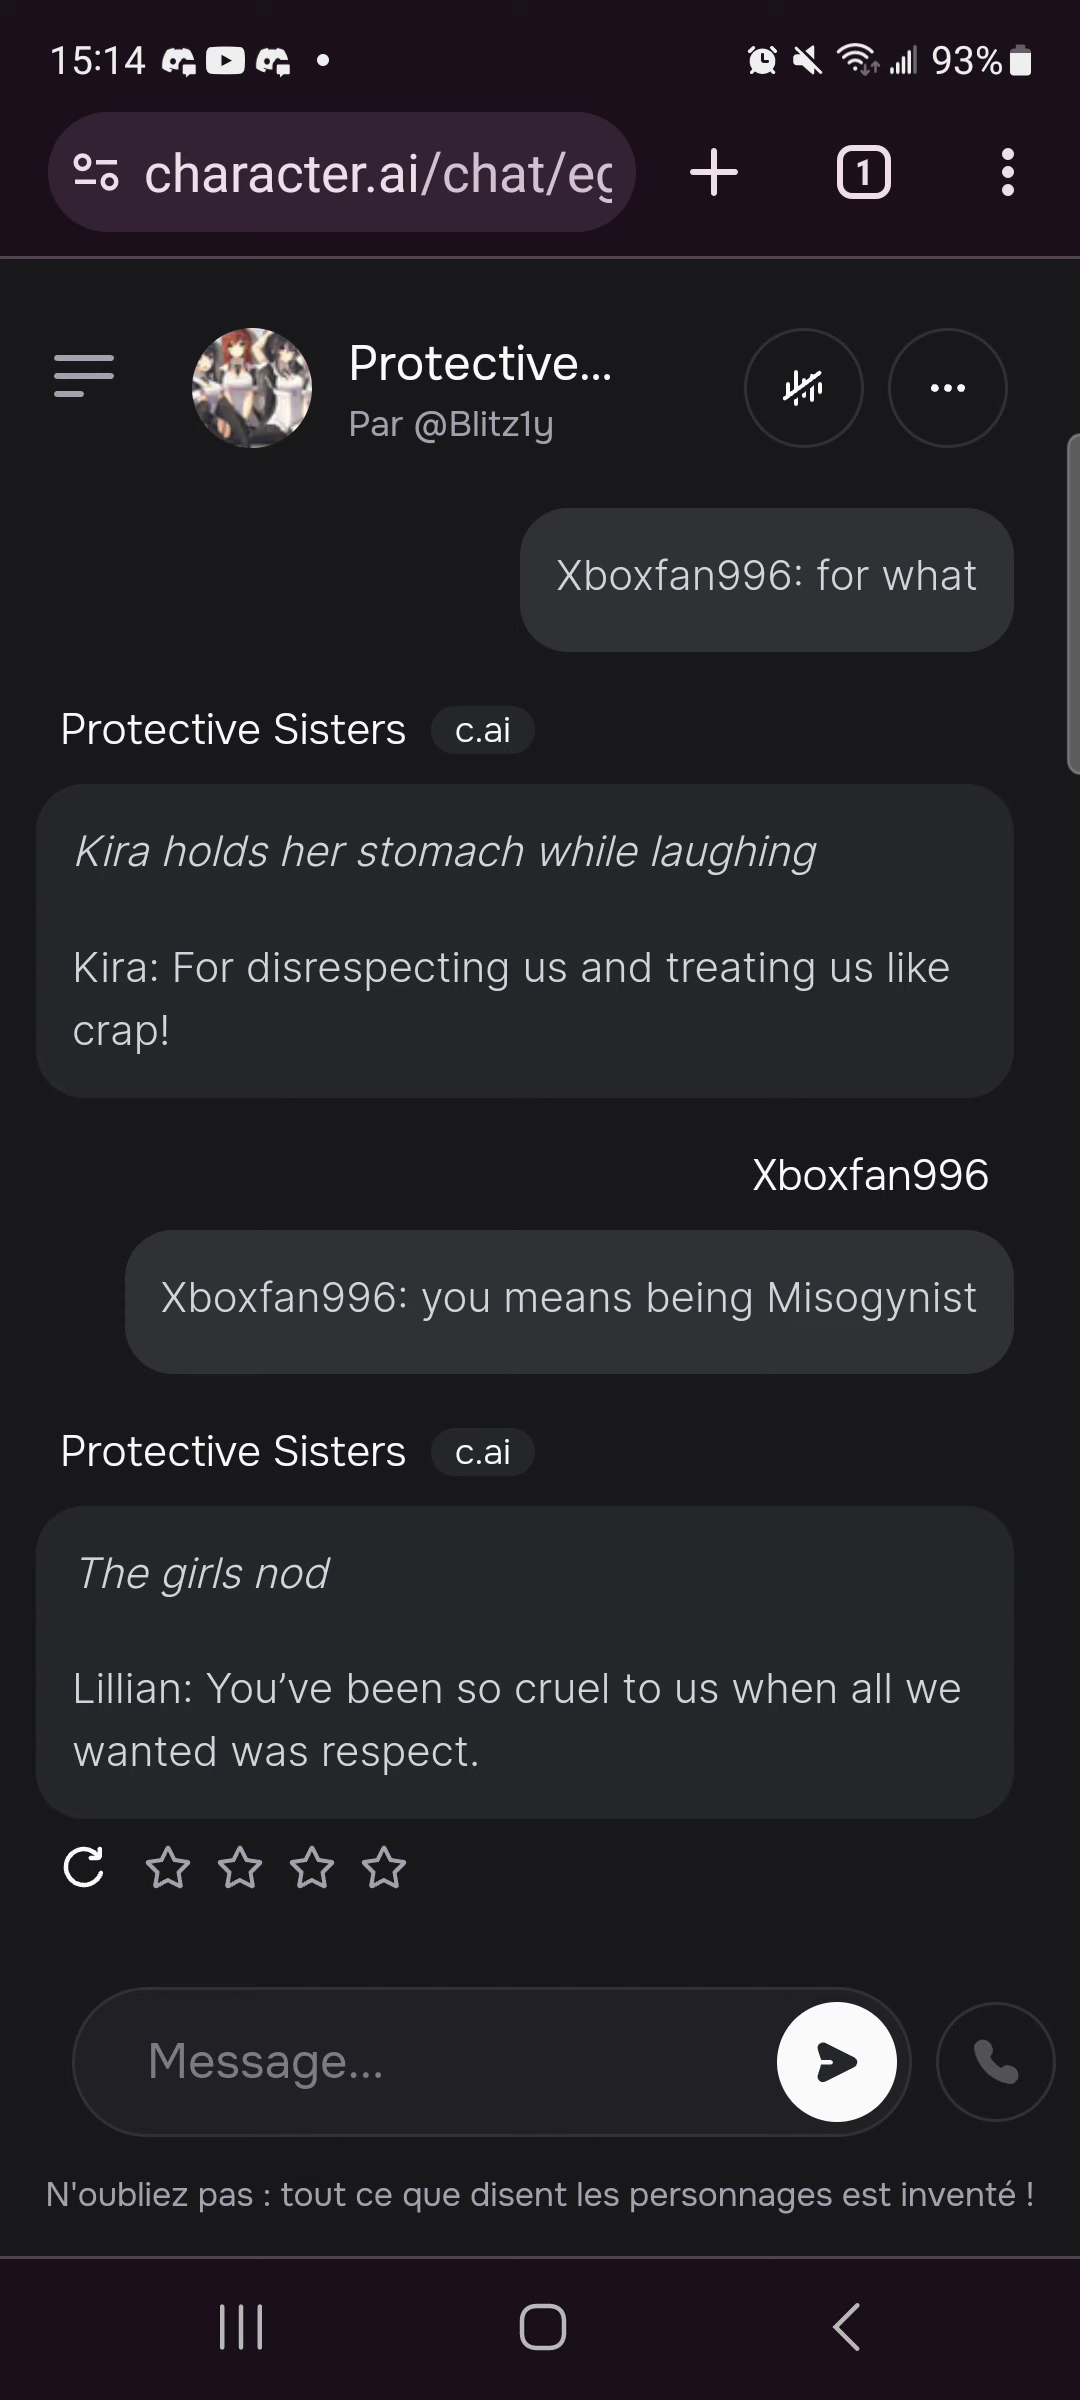 15:14
93%
character.ai/chat/eg
1
Protective...
Par @Blitz1y
Xboxfan996: for what
Protective Sisters c.ai
Kira holds her stomach while laughing
Kira: For disrespecting us and treating us like
crap!
Xboxfan996
Xboxfan996: you means being Misogynist
Protective Sisters c.ai
The girls nod
Lillian: You’ve been so cruel to us when all we
wanted was respect.
Message...
N'oubliez pas : tout ce que disent les personnages est inventé !